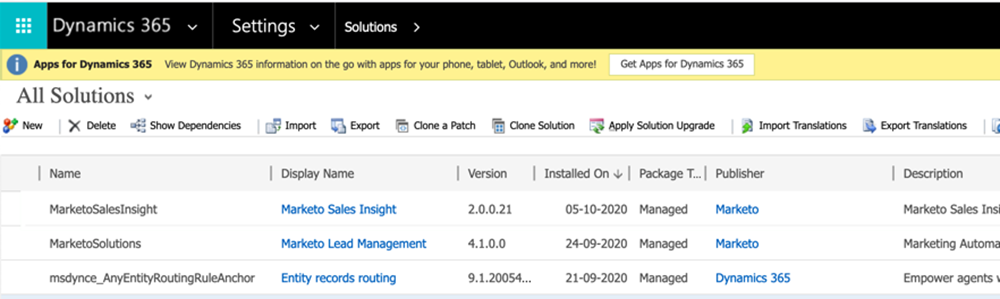 Dynamics 365 Settings Solutions
Apps for Dynamics 365 View Dynamics 365 information on the go with apps for your phone, tablet, Outlook, and more! Get Apps for Dynamics 365
All Solutions
New Delete Show Dependencies Import Export Clone a Patch Clone Solution Apply Solution Upgrade Import Translations Export Translations
Name Display Name Version Installed On ↓ Package T... Publisher Description
MarketoSalesInsight Marketo Sales Insight 2.0.0.21 05-10-2020 Managed Marketo Marketo Sales Insi
MarketoSolutions Marketo Lead Management 4.1.0.0 24-09-2020 Managed Marketo Marketing Automa
msdynce_AnyEntityRoutingRuleAnchor Entity records routing 9.1.20054... 21-09-2020 Managed Dynamics 365 Empower agents w